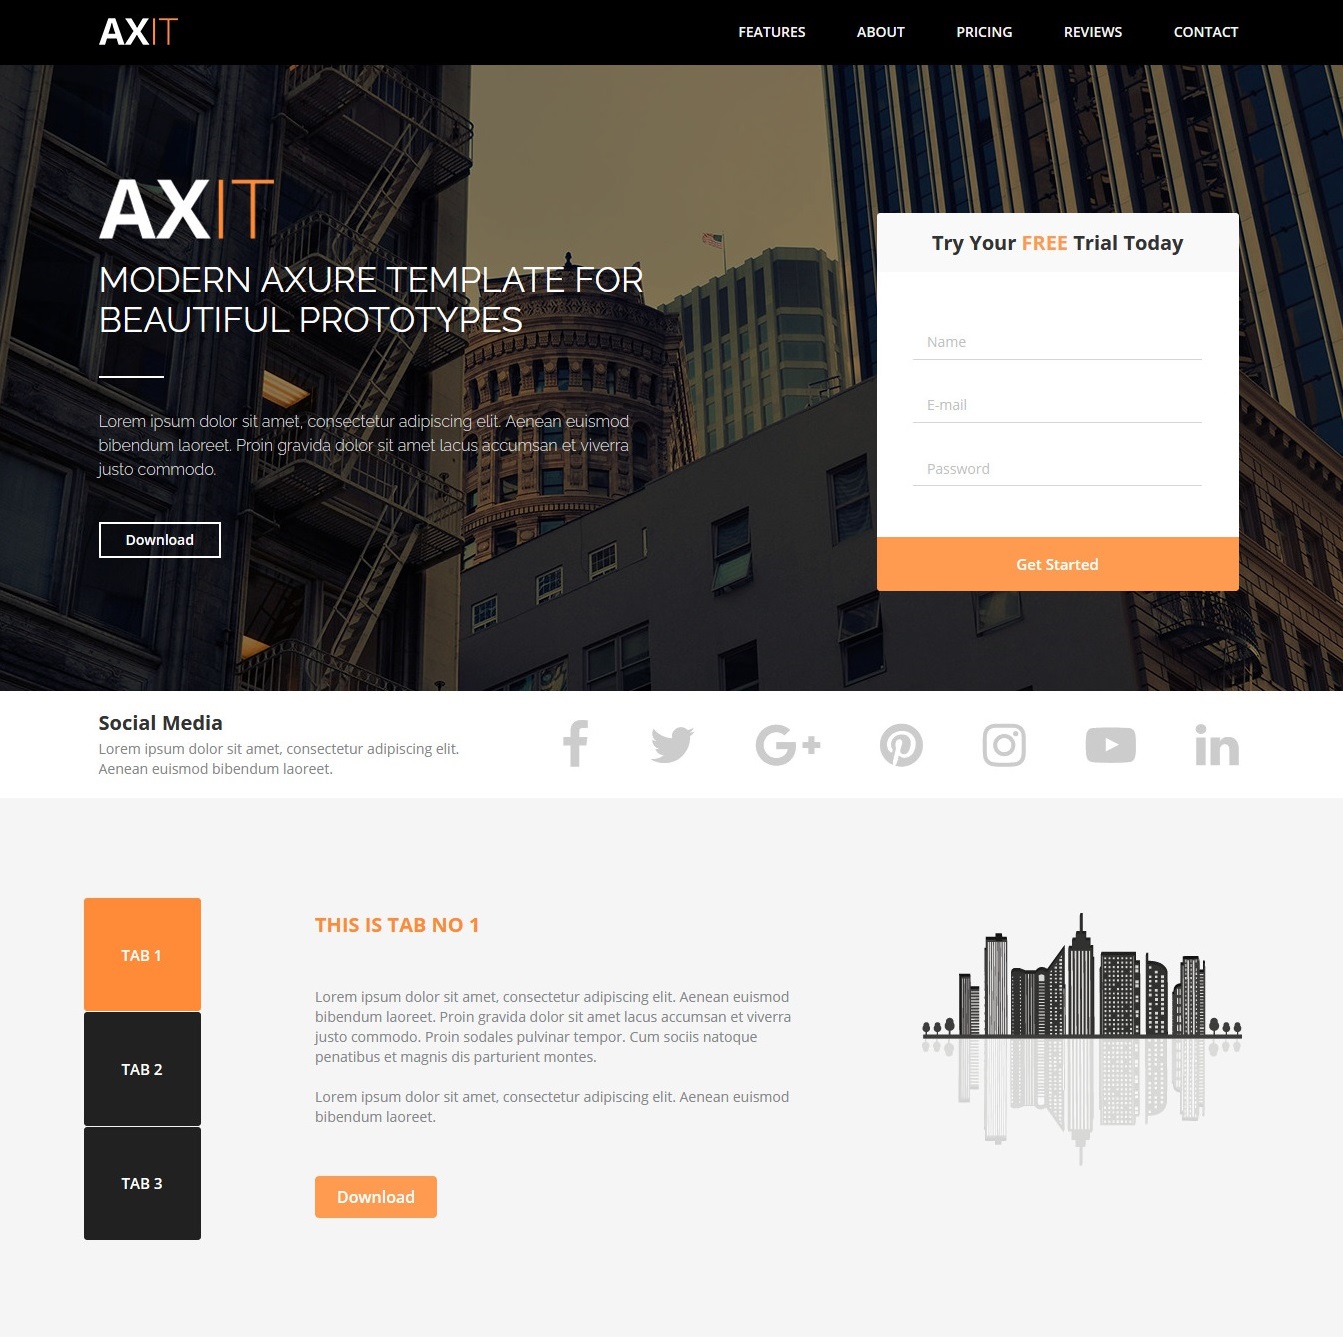 AXIT
FEATURES
ABOUT
PRICING
REVIEWS
CONTACT
AXIT
MODERN AXURE TEMPLATE FOR
BEAUTIFUL PROTOTYPES
Lorem ipsum dolor sit amet, consectetur adipiscing elit. Aenean euismod
bibendum laoreet. Proin gravida dolor sit amet lacus accumsan et viverra
justo commodo.
Download
Try Your FREE Trial Today
Name
E-mail
Password
Get Started
Social Media
Lorem ipsum dolor sit amet, consectetur adipiscing elit.
Aenean euismod bibendum laoreet.
TAB 1
TAB 2
TAB 3
THIS IS TAB NO 1
Lorem ipsum dolor sit amet, consectetur adipiscing elit. Aenean euismod
bibendum laoreet. Proin gravida dolor sit amet lacus accumsan et viverra
justo commodo. Proin sodales pulvinar tempor. Cum sociis natoque
penatibus et magnis dis parturient montes.
Lorem ipsum dolor sit amet, consectetur adipiscing elit. Aenean euismod
bibendum laoreet.
Download